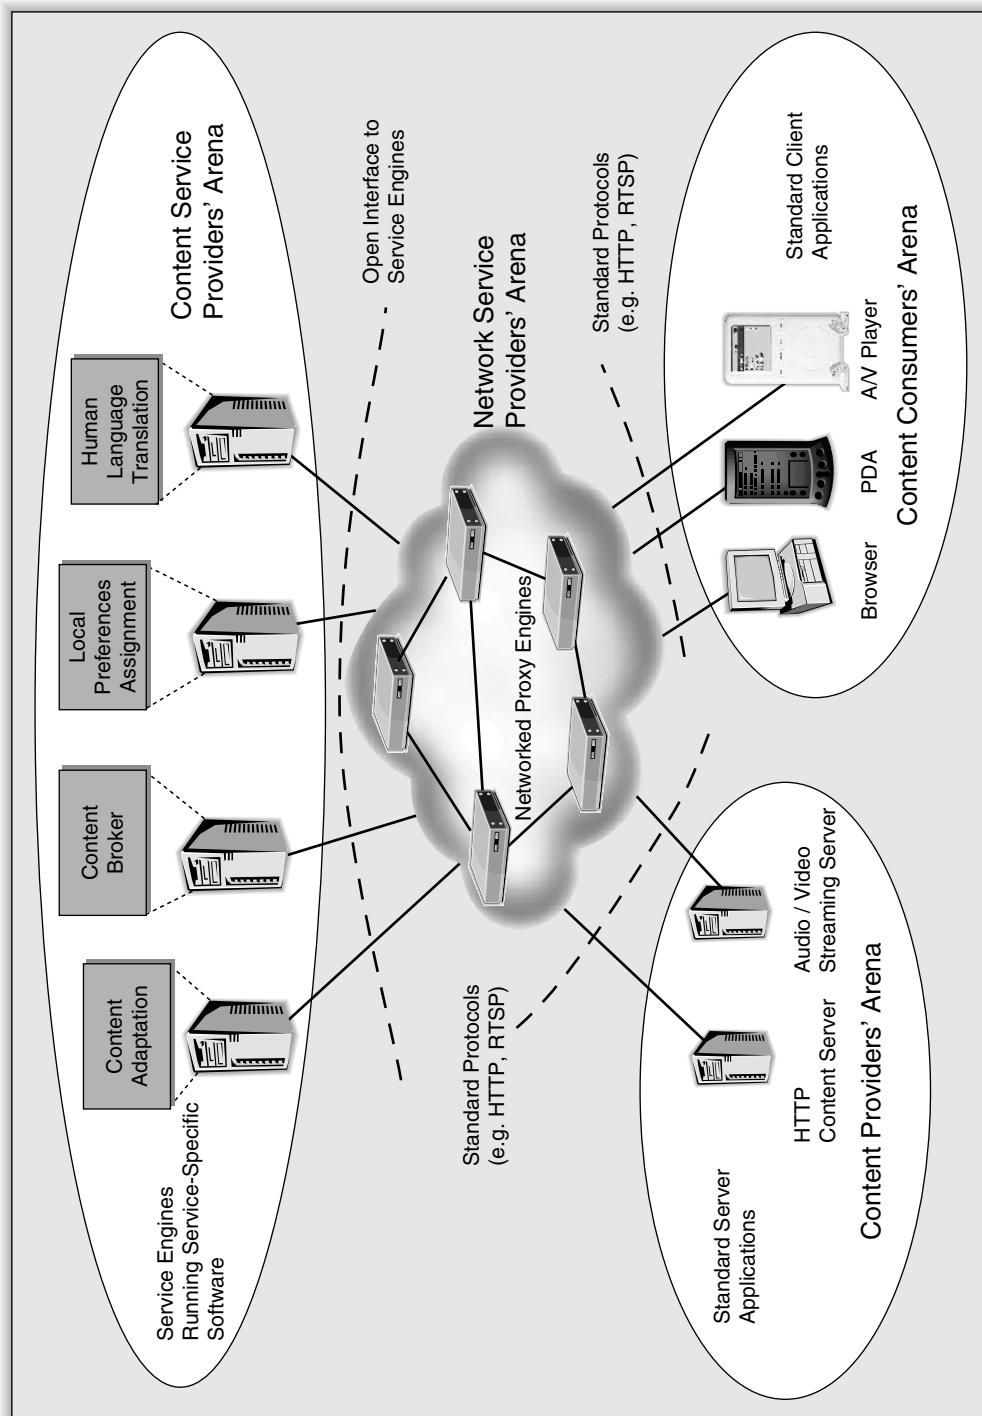 Service Engines
Running Service-Specific
Software
Content
Adaptation
Content
Broker
Local
Preferences
Assignment
Human
Language
Translation
Content Service
Providers' Arena
Open Interface to
Service Engines
Standard Protocols
(e.g. HTTP, RTSP)
Networked Proxy Engines
Network Service
Providers' Arena
Standard Protocols
(e.g. HTTP, RTSP)
Standard Server
Applications
HTTP
Content Server
Audio / Video
Streaming Server
Content Providers' Arena
Browser
PDA
A/V Player
Standard Client
Applications
Content Consumers' Arena